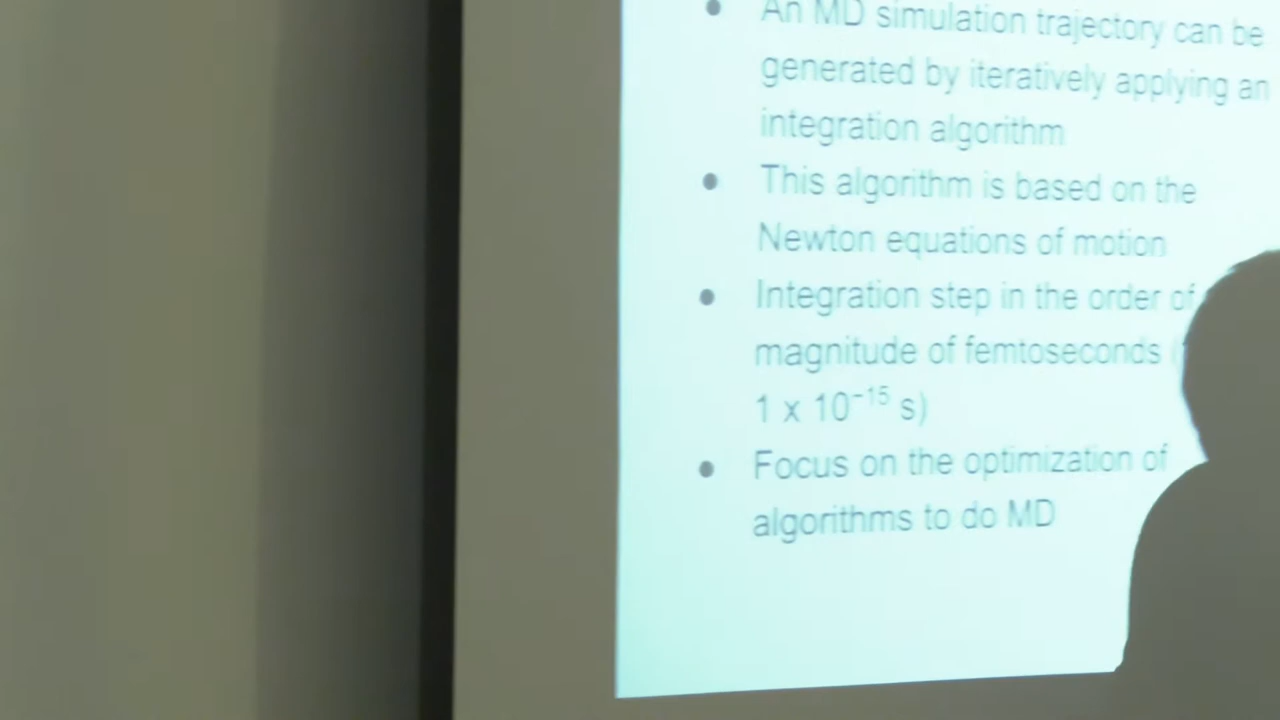 • An MD simulation trajectory can be
generated by iteratively applying an
integration algorithm
• This algorithm is based on the
Newton equations of motion
• Integration step in the order of
magnitude of femtoseconds (
1 x 10⁻¹⁵ s)
• Focus on the optimization of
algorithms to do MD